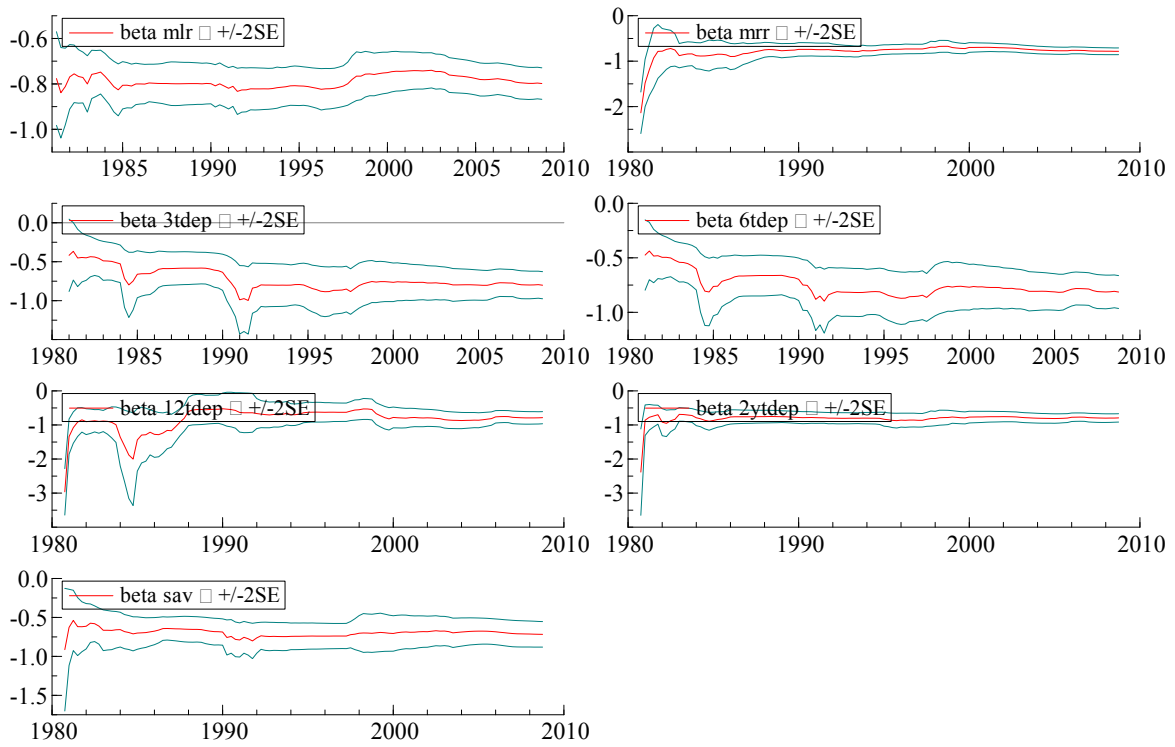 beta mlr □ +/-2SE
-0.6
-0.8
-1.0
1985 1990 1995 2000 2005 2010
beta mrr □ +/-2SE
0
-1
-2
1980 1990 2000 2010
beta 3tdep □ +/-2SE
0.0
-0.5
-1.0
1980 1985 1990 1995 2000 2005 2010
beta 6tdep □ +/-2SE
0.0
-0.5
-1.0
1980 1985 1990 1995 2000 2005 2010
beta 12tdep □ +/-2SE
0
-1
-2
-3
1980 1990 2000 2010
beta 2ytdep □ +/-2SE
0
-1
-2
-3
1980 1990 2000 2010
beta sav □ +/-2SE
0.0
-0.5
-1.0
-1.5
1980 1990 2000 2010